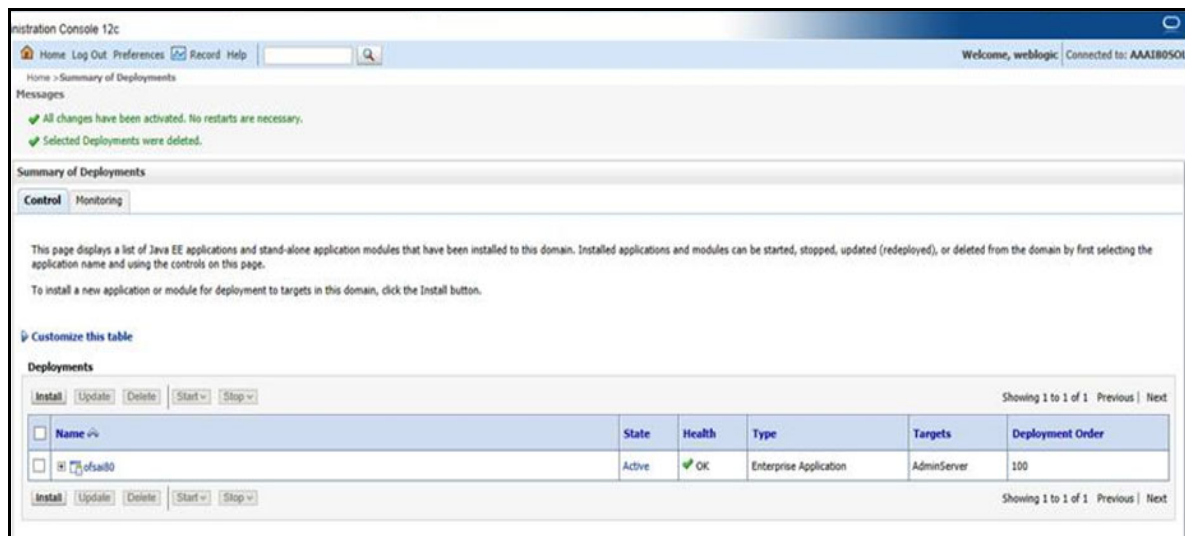 nistration Console 12c
Home Log Out Preferences Record Help
Welcome, weblogic Connected to: AAAI80SOL
Home >Summary of Deployments
Messages
All changes have been activated. No restarts are necessary.
Selected Deployments were deleted.
Summary of Deployments
Control Monitoring
This page displays a list of Java EE applications and stand-alone application modules that have been installed to this domain. Installed applications and modules can be started, stopped, updated (redeployed), or deleted from the domain by first selecting the
application name and using the controls on this page.
To install a new application or module for deployment to targets in this domain, click the Install button.
Customize this table
Deployments
Install Update Delete Start Stop Showing 1 to 1 of 1 Previous | Next
Name State Health Type Targets Deployment Order
ofsai80 Active OK Enterprise Application AdminServer 100
Install Update Delete Start Stop Showing 1 to 1 of 1 Previous | Next